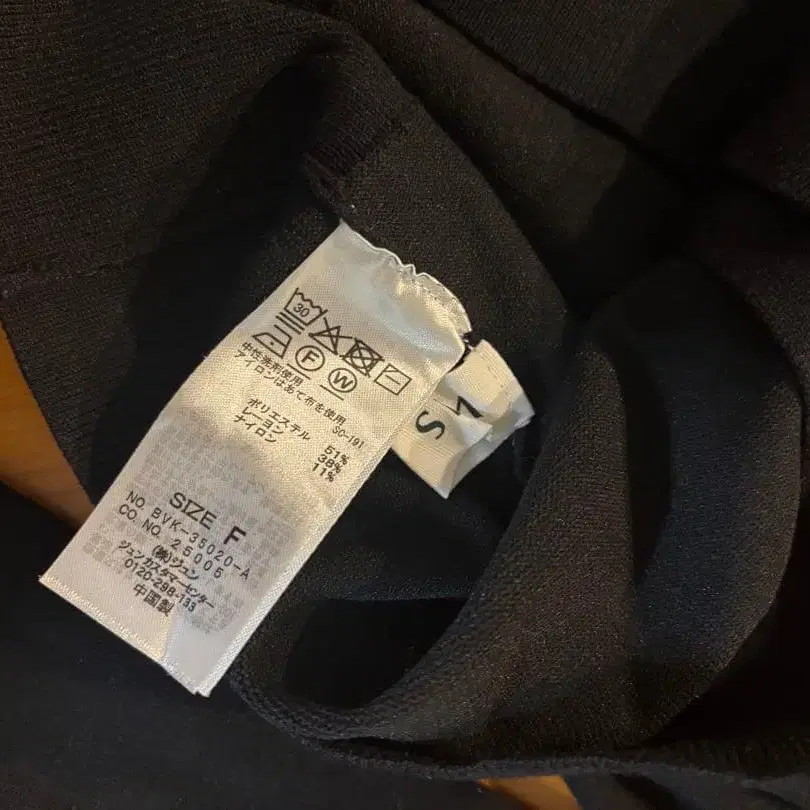 30
F W
中性洗剤使用
アイロンはあて布を使用
SC-191
ポリエステル 51%
レーヨン 38%
ナイロン 11%
SIZE F
NO. BVK-35020-A
CO. NO. 25005
(株)ジュン
ジュンカスタマーセンター
0120-298-133
中国製
S